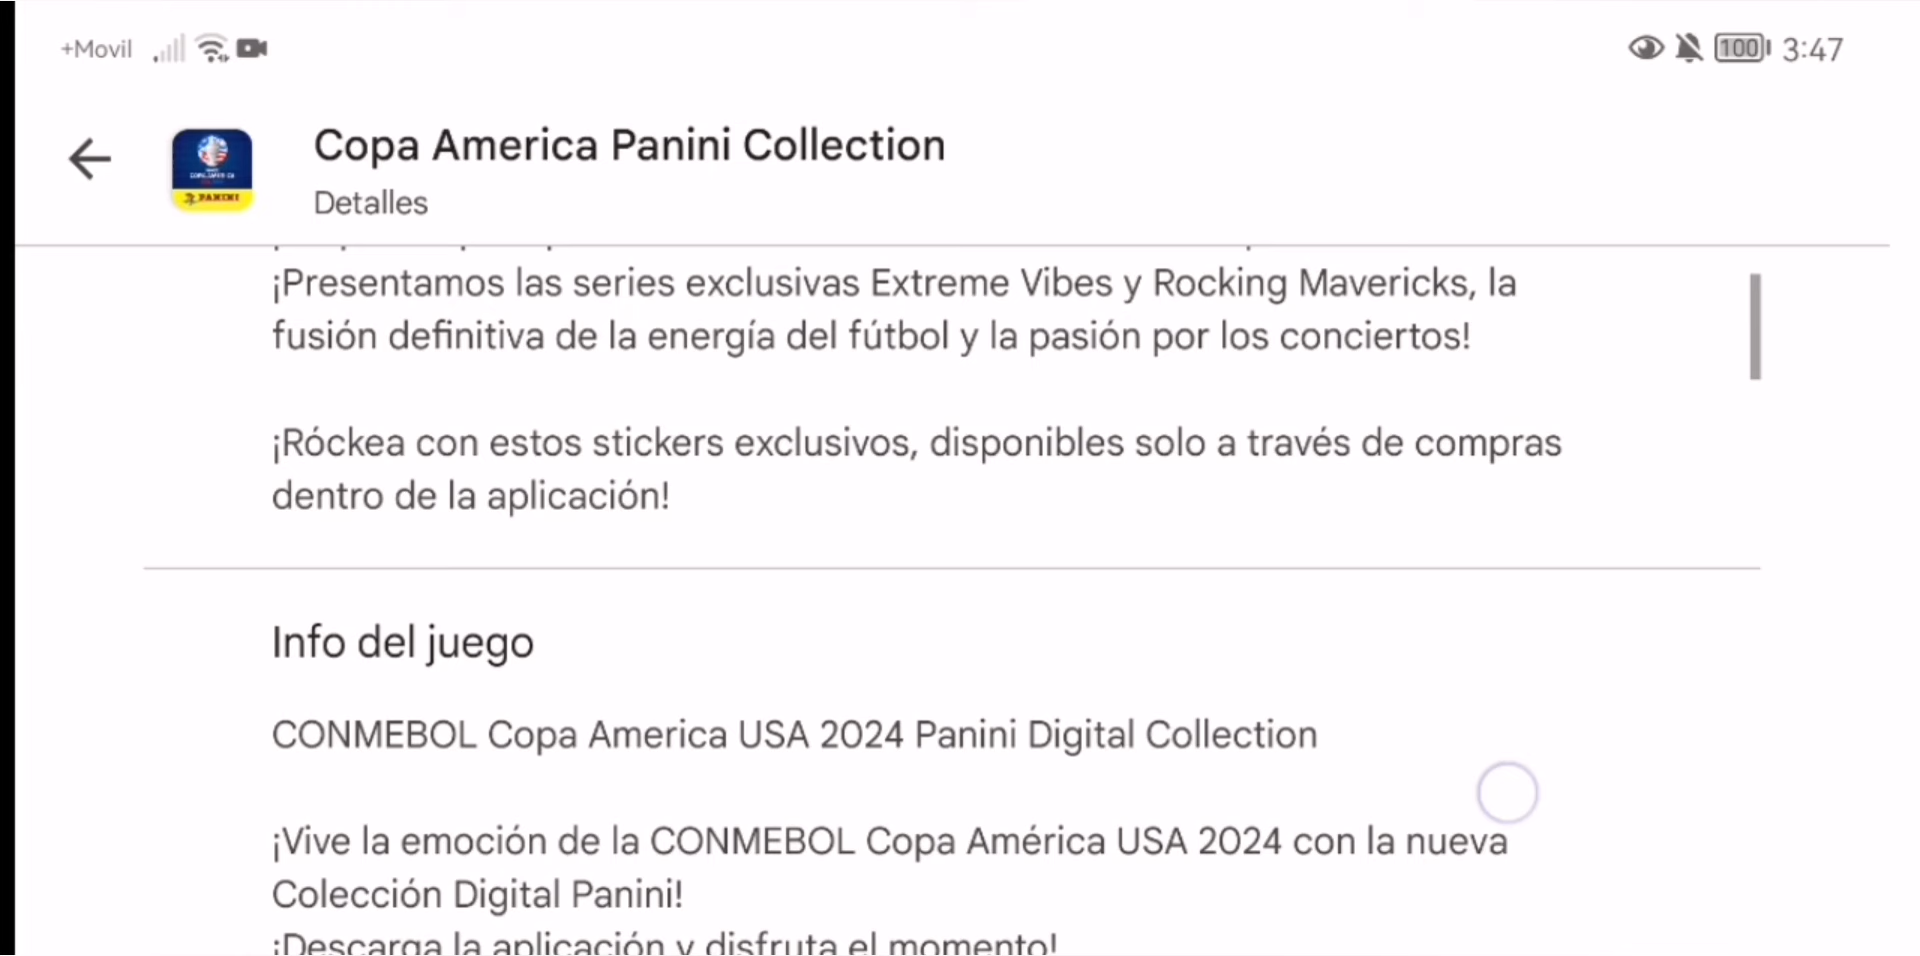 +Movil 100 3:47
Copa America Panini Collection
PANINI
Detalles
¡Presentamos las series exclusivas Extreme Vibes y Rocking Mavericks, la
fusión definitiva de la energía del fútbol y la pasión por los conciertos!
¡Róckea con estos stickers exclusivos, disponibles solo a través de compras
dentro de la aplicación!
Info del juego
CONMEBOL Copa America USA 2024 Panini Digital Collection
¡Vive la emoción de la CONMEBOL Copa América USA 2024 con la nueva
Colección Digital Panini!
¡Descarga la aplicación y disfruta el momento!